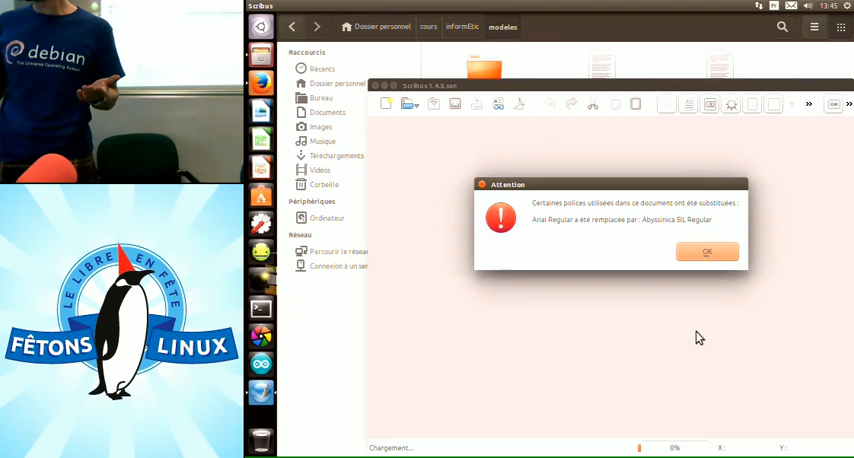 Scribus
Fr
13:45
Dossier personnel
cours
informEtic
modeles
debian
The Universal Operating System
Raccourcis
Récents
Dossier personnel
Bureau
Documents
Images
Musique
Téléchargements
Vidéos
Corbeille
Périphériques
Ordinateur
Réseau
Parcourir le résea
Connexion à un ser
Scribus 1.4.3.svn
»
OK
»
Attention
Certaines polices utilisées dans ce document ont été substituées :
Arial Regular a été remplacée par : Abyssinica SIL Regular
OK
LE LIBRE EN FÊTE
FÊTONS LINUX
Chargement...
0%
X :
Y :